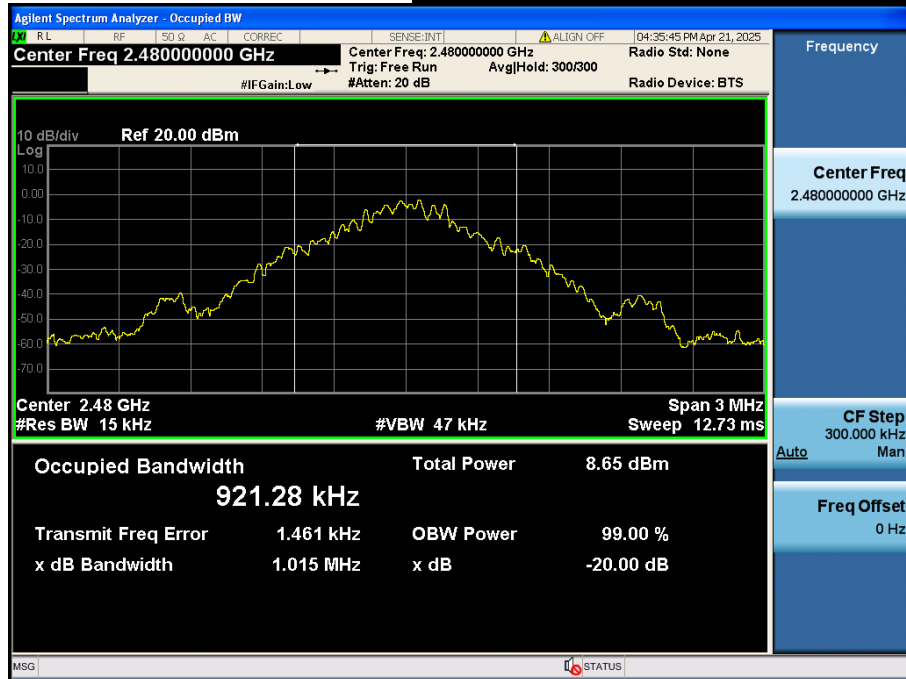 Agilent Spectrum Analyzer - Occupied BW
LXI RL RF 50 Ω AC CORREC SENSE:INT ALIGN OFF 04:35:45 PM Apr 21, 2025
Center Freq 2.480000000 GHz
Center Freq: 2.480000000 GHz
Radio Std: None
Trig: Free Run
Avg|Hold: 300/300
#IFGain:Low
#Atten: 20 dB
Radio Device: BTS
Frequency
10 dB/div Ref 20.00 dBm
Log
10.0
0.00
-10.0
-20.0
-30.0
-40.0
-50.0
-60.0
-70.0
Center 2.48 GHz
Span 3 MHz
#Res BW 15 kHz
#VBW 47 kHz
Sweep 12.73 ms
Center Freq
2.480000000 GHz
CF Step
300.000 kHz
Auto Man
Freq Offset
0 Hz
Occupied Bandwidth
Total Power 8.65 dBm
921.28 kHz
Transmit Freq Error 1.461 kHz
OBW Power 99.00 %
x dB Bandwidth 1.015 MHz
x dB -20.00 dB
MSG
STATUS